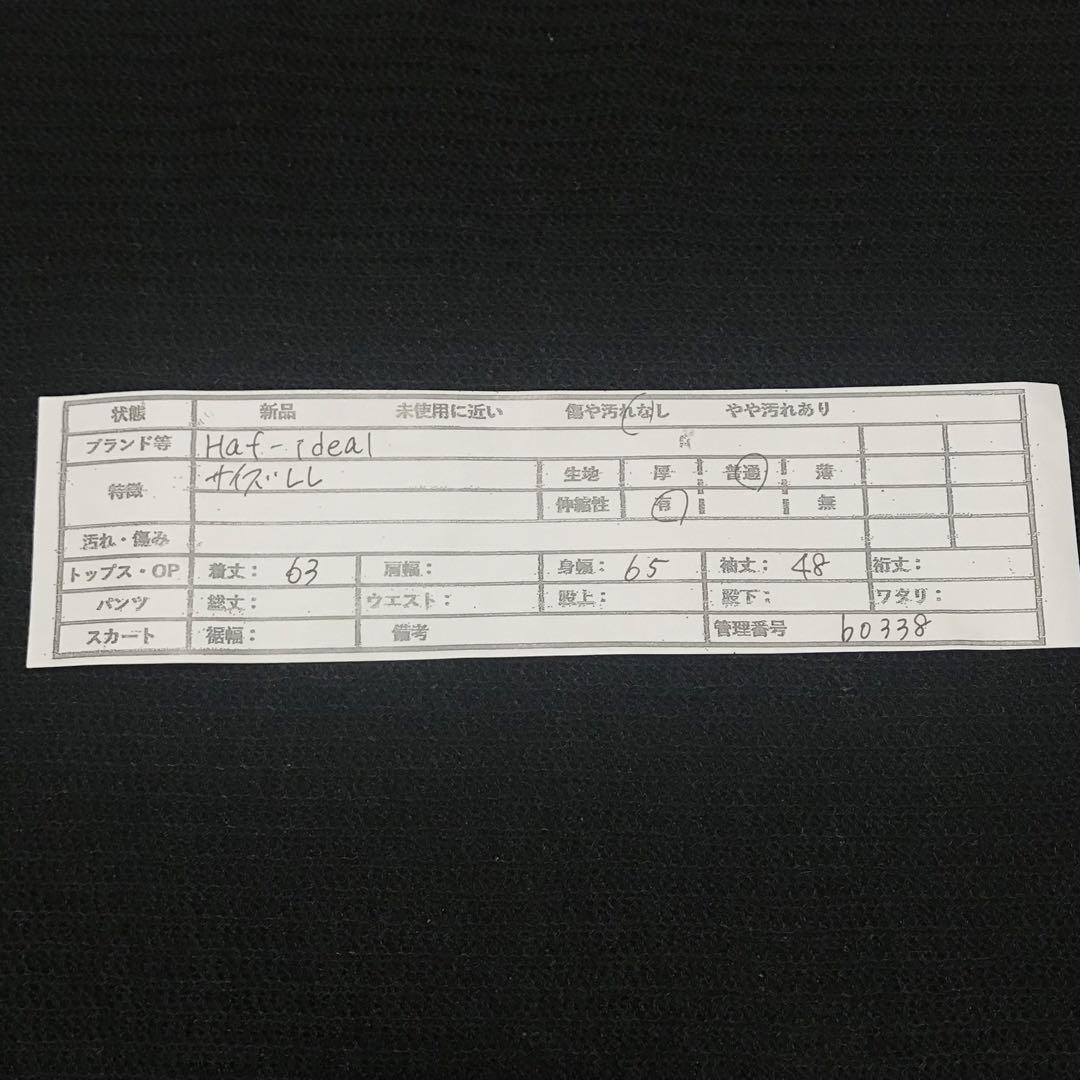 状態 新品 未使用に近い 傷や汚れなし やや汚れあり
ブランド等 Haf-ideal
特徴 サイズLL 生地 厚 普通 薄
伸縮性 有 無
汚れ・傷み
トップス・OP 着丈: 63 肩幅: 身幅: 65 袖丈: 48 裄丈:
パンツ 総丈: ウエスト: 股上: 股下: ワタリ:
スカート 裾幅: 備考 管理番号 b0338